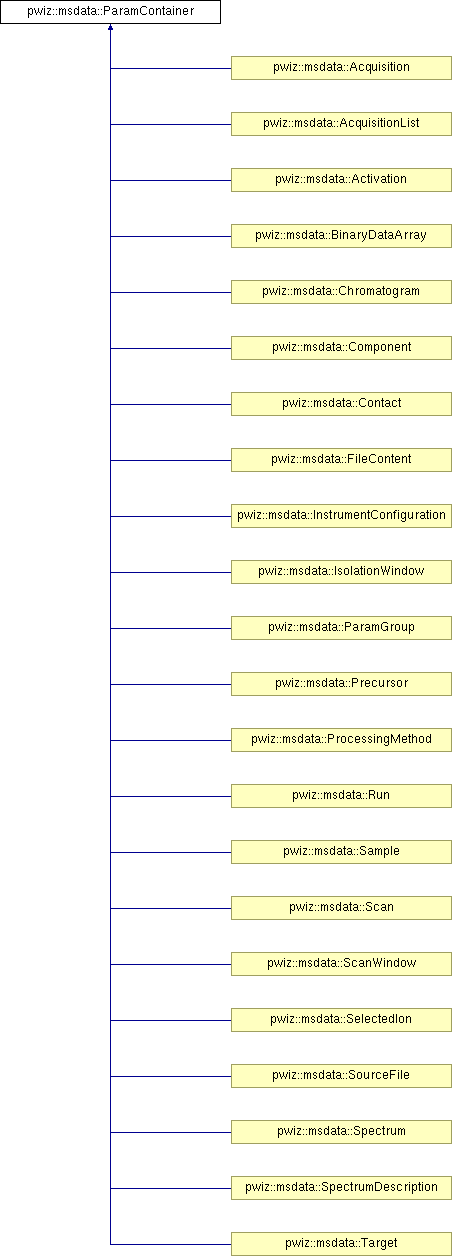 pwiz::msdata::ParamContainer
pwiz::msdata::Acquisition
pwiz::msdata::AcquisitionList
pwiz::msdata::Activation
pwiz::msdata::BinaryDataArray
pwiz::msdata::Chromatogram
pwiz::msdata::Component
pwiz::msdata::Contact
pwiz::msdata::FileContent
pwiz::msdata::InstrumentConfiguration
pwiz::msdata::IsolationWindow
pwiz::msdata::ParamGroup
pwiz::msdata::Precursor
pwiz::msdata::ProcessingMethod
pwiz::msdata::Run
pwiz::msdata::Sample
pwiz::msdata::Scan
pwiz::msdata::ScanWindow
pwiz::msdata::SelectedIon
pwiz::msdata::SourceFile
pwiz::msdata::Spectrum
pwiz::msdata::SpectrumDescription
pwiz::msdata::Target